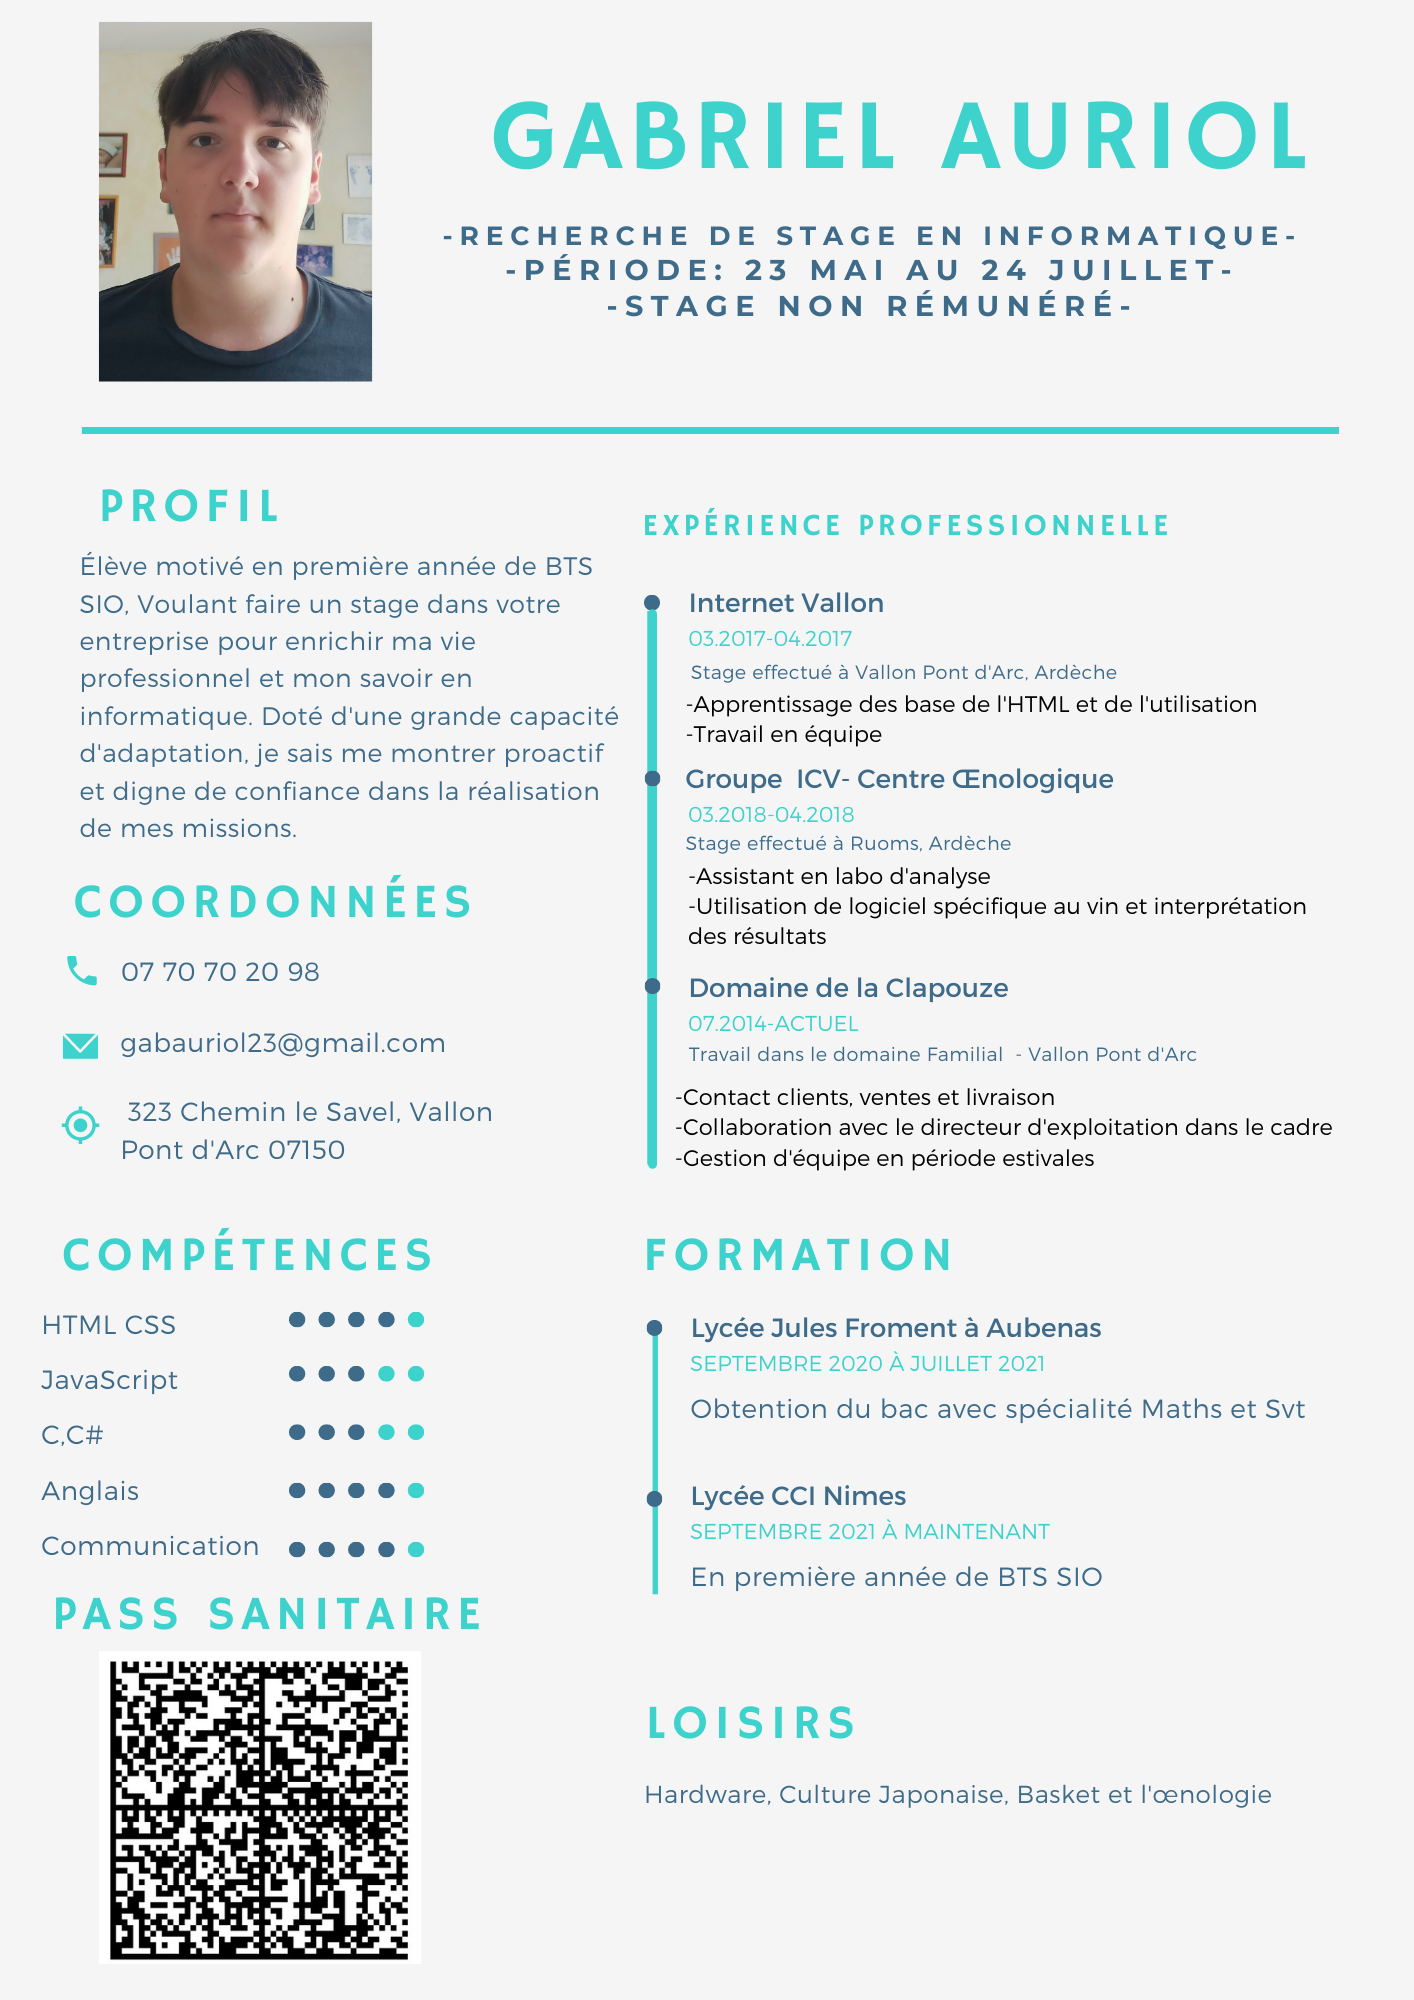 GABRIEL AURIOL
-RECHERCHE DE STAGE EN INFORMATIQUE-
-PÉRIODE: 23 MAI AU 24 JUILLET-
-STAGE NON RÉMUNÉRÉ-
PROFIL
Élève motivé en première année de BTS
SIO, Voulant faire un stage dans votre
entreprise pour enrichir ma vie
professionnel et mon savoir en
informatique. Doté d'une grande capacité
d'adaptation, je sais me montrer proactif
et digne de confiance dans la réalisation
de mes missions.
COORDONNÉES
07 70 70 20 98
gabauriol23@gmail.com
323 Chemin le Savel, Vallon
Pont d'Arc 07150
COMPÉTENCES
HTML CSS
JavaScript
C,C#
Anglais
Communication
PASS SANITAIRE
EXPÉRIENCE PROFESSIONNELLE
Internet Vallon
03.2017-04.2017
Stage effectué à Vallon Pont d'Arc, Ardèche
-Apprentissage des base de l'HTML et de l'utilisation
-Travail en équipe
Groupe ICV- Centre Œnologique
03.2018-04.2018
Stage effectué à Ruoms, Ardèche
-Assistant en labo d'analyse
-Utilisation de logiciel spécifique au vin et interprétation
des résultats
Domaine de la Clapouze
07.2014-ACTUEL
Travail dans le domaine Familial - Vallon Pont d'Arc
-Contact clients, ventes et livraison
-Collaboration avec le directeur d'exploitation dans le cadre
-Gestion d'équipe en période estivales
FORMATION
Lycée Jules Froment à Aubenas
SEPTEMBRE 2020 À JUILLET 2021
Obtention du bac avec spécialité Maths et Svt
Lycée CCI Nimes
SEPTEMBRE 2021 À MAINTENANT
En première année de BTS SIO
LOISIRS
Hardware, Culture Japonaise, Basket et l'œnologie